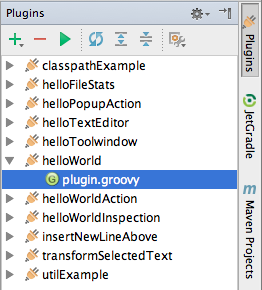 Plugins
classpathExample
helloFileStats
helloPopupAction
helloTextEditor
helloToolwindow
helloWorld
G plugin.groovy
helloWorldAction
helloWorldInspection
insertNewLineAbove
transformSelectedText
utilExample
Plugins
JetGradle
m Maven Projects